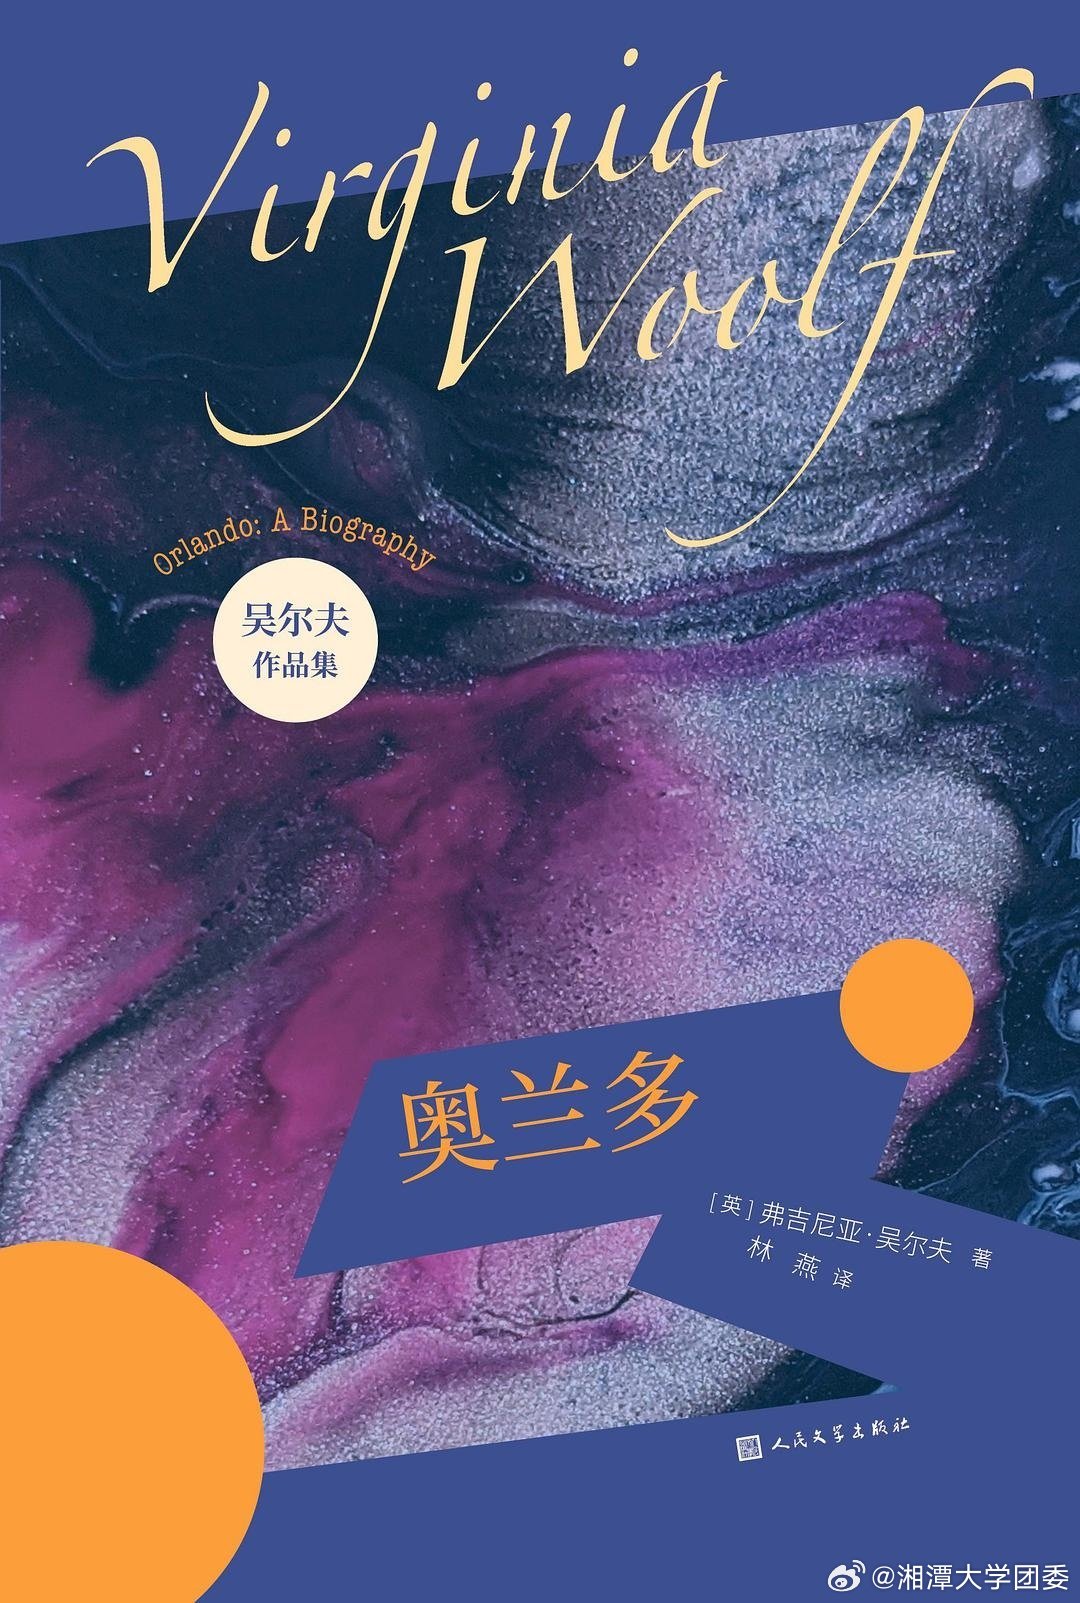 Virginia
Woolf
Orlando: A Biography
吴尔夫
作品集
奥兰多
[英]弗吉尼亚·吴尔夫 著
林 燕 译
人民文学出版社
@湘潭大学团委